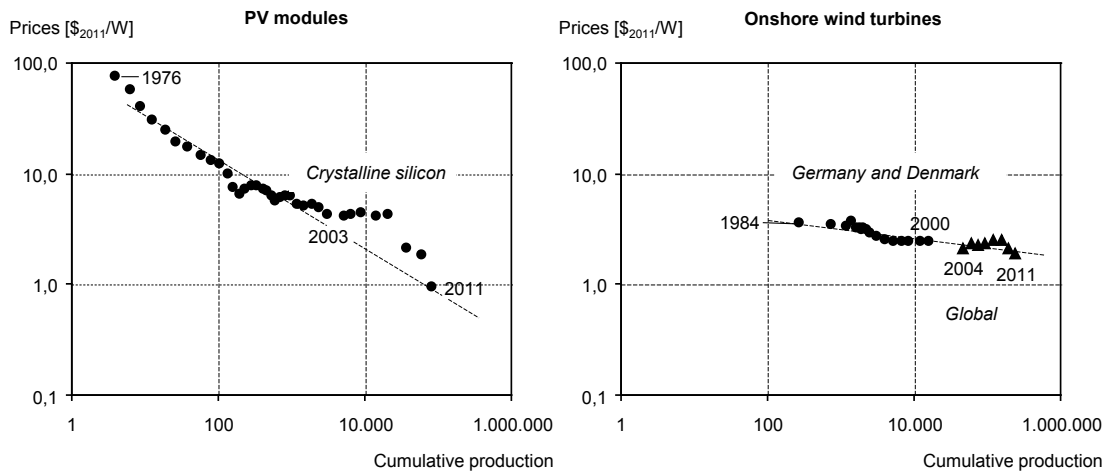 PV modules
Prices [$2011/W]
100,0
10,0
1,0
0,1
1976
Crystalline silicon
2003
2011
1
100
10.000
1.000.000
Cumulative production
Onshore wind turbines
Prices [$2011/W]
100,0
10,0
1,0
0,1
Germany and Denmark
1984
2000
2004
2011
Global
1
100
10.000
1.000.000
Cumulative production